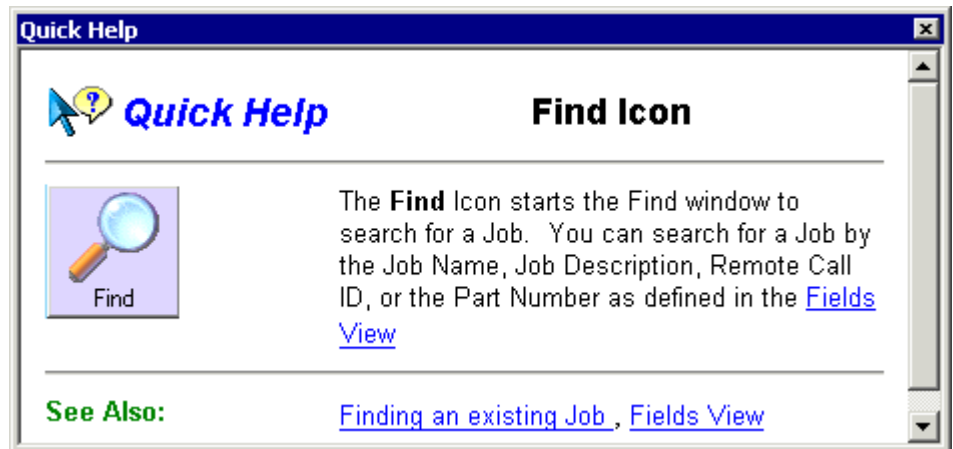 Quick Help
Quick Help Find Icon
The Find Icon starts the Find window to
search for a Job.  You can search for a Job by
the Job Name, Job Description, Remote Call
ID, or the Part Number as defined in the Fields
View
Find
See Also: Finding an existing Job , Fields View